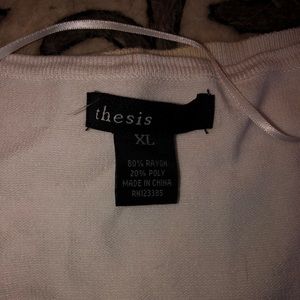 thesis
XL
80% RAYON
20% POLY
MADE IN CHINA
RN123385